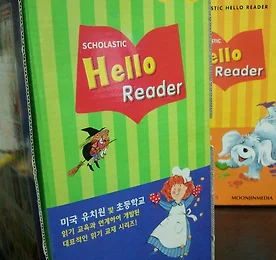 SCHOLASTIC
Hello
Reader
미국 유치원 및 초등학교
읽기 교육과 연계하여 개발된
대표적인 읽기 교재 시리즈!
STIC HELLO READER
Hello
Reader
MOONJINMEDIA